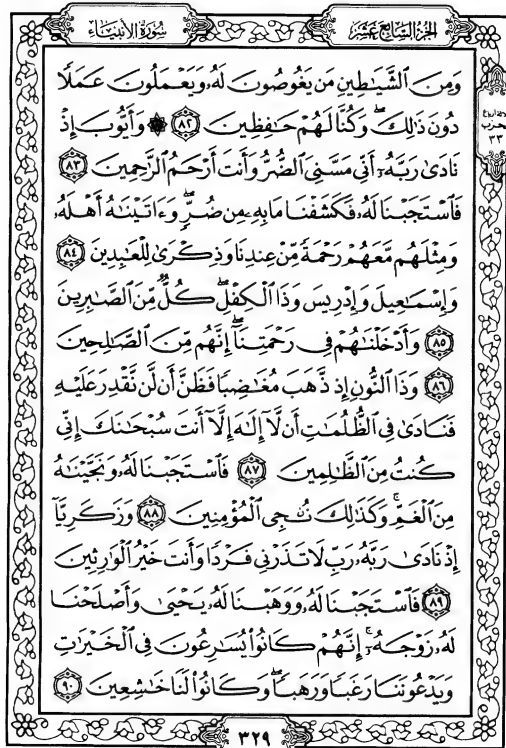 الجزء السابع عشر
سورة الأنبياء
وَمِنَ ٱلشَّيَٰطِينِ مَن يَغُوصُونَ لَهُۥ وَيَعْمَلُونَ عَمَلًا
دُونَ ذَٰلِكَ ۖ وَكُنَّا لَهُمْ حَٰفِظِينَ ٨٢ ۞ وَأَيُّوبَ إِذْ
نَادَىٰ رَبَّهُۥٓ أَنِّى مَسَّنِىَ ٱلضُّرُّ وَأَنتَ أَرْحَمُ ٱلرَّٰحِمِينَ ٨٣
فَٱسْتَجَبْنَا لَهُۥ فَكَشَفْنَا مَا بِهِۦ مِن ضُرٍّ ۖ وَءَاتَيْنَٰهُ أَهْلَهُۥ
وَمِثْلَهُم مَّعَهُمْ رَحْمَةً مِّنْ عِندِنَا وَذِكْرَىٰ لِلْعَٰبِدِينَ ٨٤
وَإِسْمَٰعِيلَ وَإِدْرِيسَ وَذَا ٱلْكِفْلِ ۖ كُلٌّ مِّنَ ٱلصَّٰبِرِينَ
٨٥ وَأَدْخَلْنَٰهُمْ فِى رَحْمَتِنَآ ۖ إِنَّهُم مِّنَ ٱلصَّٰلِحِينَ
٨٦ وَذَا ٱلنُّونِ إِذ ذَّهَبَ مُغَٰضِبًا فَظَنَّ أَن لَّن نَّقْدِرَ عَلَيْهِ
فَنَادَىٰ فِى ٱلظُّلُمَٰتِ أَن لَّآ إِلَٰهَ إِلَّآ أَنتَ سُبْحَٰنَكَ إِنِّى
كُنتُ مِنَ ٱلظَّٰلِمِينَ ٨٧ فَٱسْتَجَبْنَا لَهُۥ وَنَجَّيْنَٰهُ
مِنَ ٱلْغَمِّ ۚ وَكَذَٰلِكَ نُۨجِى ٱلْمُؤْمِنِينَ ٨٨ وَزَكَرِيَّآ
إِذْ نَادَىٰ رَبَّهُۥ رَبِّ لَا تَذَرْنِى فَرْدًا وَأَنتَ خَيْرُ ٱلْوَٰرِثِينَ
٨٩ فَٱسْتَجَبْنَا لَهُۥ وَوَهَبْنَا لَهُۥ يَحْيَىٰ وَأَصْلَحْنَا
لَهُۥ زَوْجَهُۥٓ ۚ إِنَّهُمْ كَانُوا۟ يُسَٰرِعُونَ فِى ٱلْخَيْرَٰتِ
وَيَدْعُونَنَا رَغَبًا وَرَهَبًا ۖ وَكَانُوا۟ لَنَا خَٰشِعِينَ ٩٠
حزب
٣٣
٣٢٩